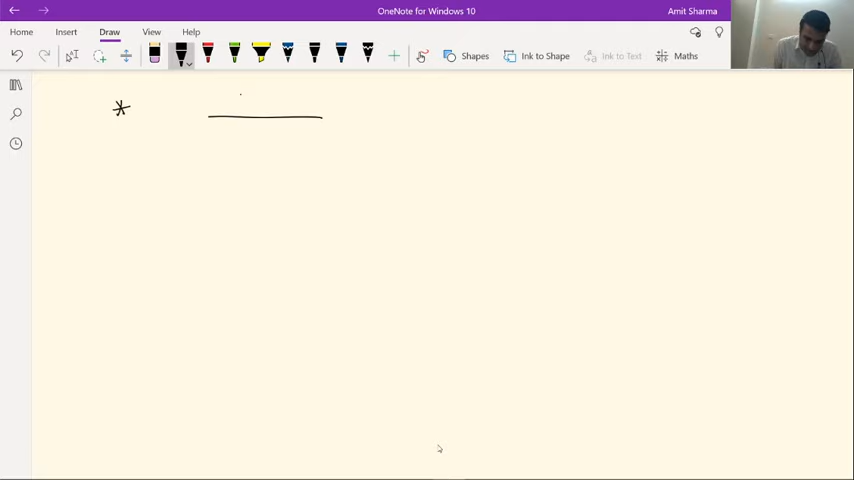 OneNote for Windows 10
Amit Sharma
Home Insert Draw View Help
Shapes Ink to Shape Ink to Text Maths
*